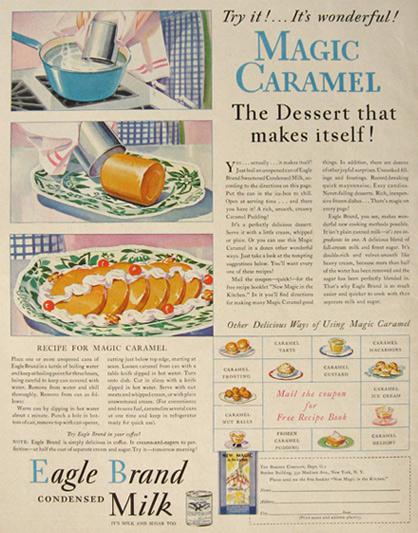 Try it!... It's wonderful!
MAGIC
CARAMEL
The Dessert that
makes itself!
YES... actually... it makes itself!
Just boil an unopened can of Eagle
Brand Sweetened Condensed Milk, ac-
cording to the directions on this page.
Put the can in the ice-box to chill.
Open at serving time... and there
you have it! A rich, smooth, creamy
Caramel Pudding!
It's a perfectly delicious dessert.
Serve it with a little cream, whipped
or plain. Or you can use this Magic
Caramel in a dozen other wonderful
ways. Just take a look at the tempting
suggestions below. You'll want every
one of these recipes!
Mail the coupon—quick!—for the
free recipe booklet "New Magic in the
Kitchen." In it you'll find directions
for making many Magic Caramel good
things. In addition, there are dozens
of other joyful surprises. Uncooked fill-
ings and frostings. Record-breaking
quick mayonnaise. Easy candies.
Never-failing desserts. Rich, inexpen-
sive frozen dishes... There's magic on
every page!
Eagle Brand, you see, makes wonder-
ful new cooking methods possible.
It isn't plain canned milk—it's two in-
gredients in one. A delicious blend of
full-cream milk and finest sugar. It's
double-rich and velvet-smooth like
heavy cream, because more than half
of the water has been removed and the
sugar has been perfectly blended in.
That's why Eagle Brand is so much
easier and quicker to cook with than
separate milk and sugar.
RECIPE FOR MAGIC CARAMEL
Place one or more unopened cans of
Eagle Brand in a kettle of boiling water
and keep at boiling point for three hours,
being careful to keep can covered with
water. Remove from water and chill
thoroughly. Remove from can as fol-
lows:
Warm can by dipping in hot water
about 1 minute. Punch a hole in bot-
tom of can, remove top with can opener,
cutting just below top edge, starting at
seam. Loosen caramel from can with a
table knife dipped in hot water. Turn
onto dish. Cut in slices with a knife
dipped in hot water. Serve with nut
meats and whipped cream, or with plain
unsweetened cream. (For convenience
and to save fuel, caramelize several cans
at one time and keep in refrigerator
ready for quick use).
Try Eagle Brand in your coffee!
NOTE: Eagle Brand is simply delicious in coffee. It creams-and-sugars to per-
fection—at half the cost of separate cream and sugar. Try it—tomorrow morning!
Eagle Brand
CONDENSED Milk
IT'S MILK AND SUGAR TOO
Other Delicious Ways of Using Magic Caramel
CARAMEL
TARTS
CARAMEL
MACAROONS
CARAMEL
FROSTING
CARAMEL
CUSTARD
CARAMEL
ICE CREAM
Mail the coupon
for
Free Recipe Book
CARAMEL
NUT BALLS
FROZEN
CARAMEL
PUDDING
CARAMEL
DELIGHT
NEW MAGIC
THE BORDEN COMPANY, Dept.
Borden Building, 350 Madison Ave., New York, N. Y.
Please send me the free booklet "New Magic in the Kitchen."
Name
Address
City
State
(Print name and address plainly)